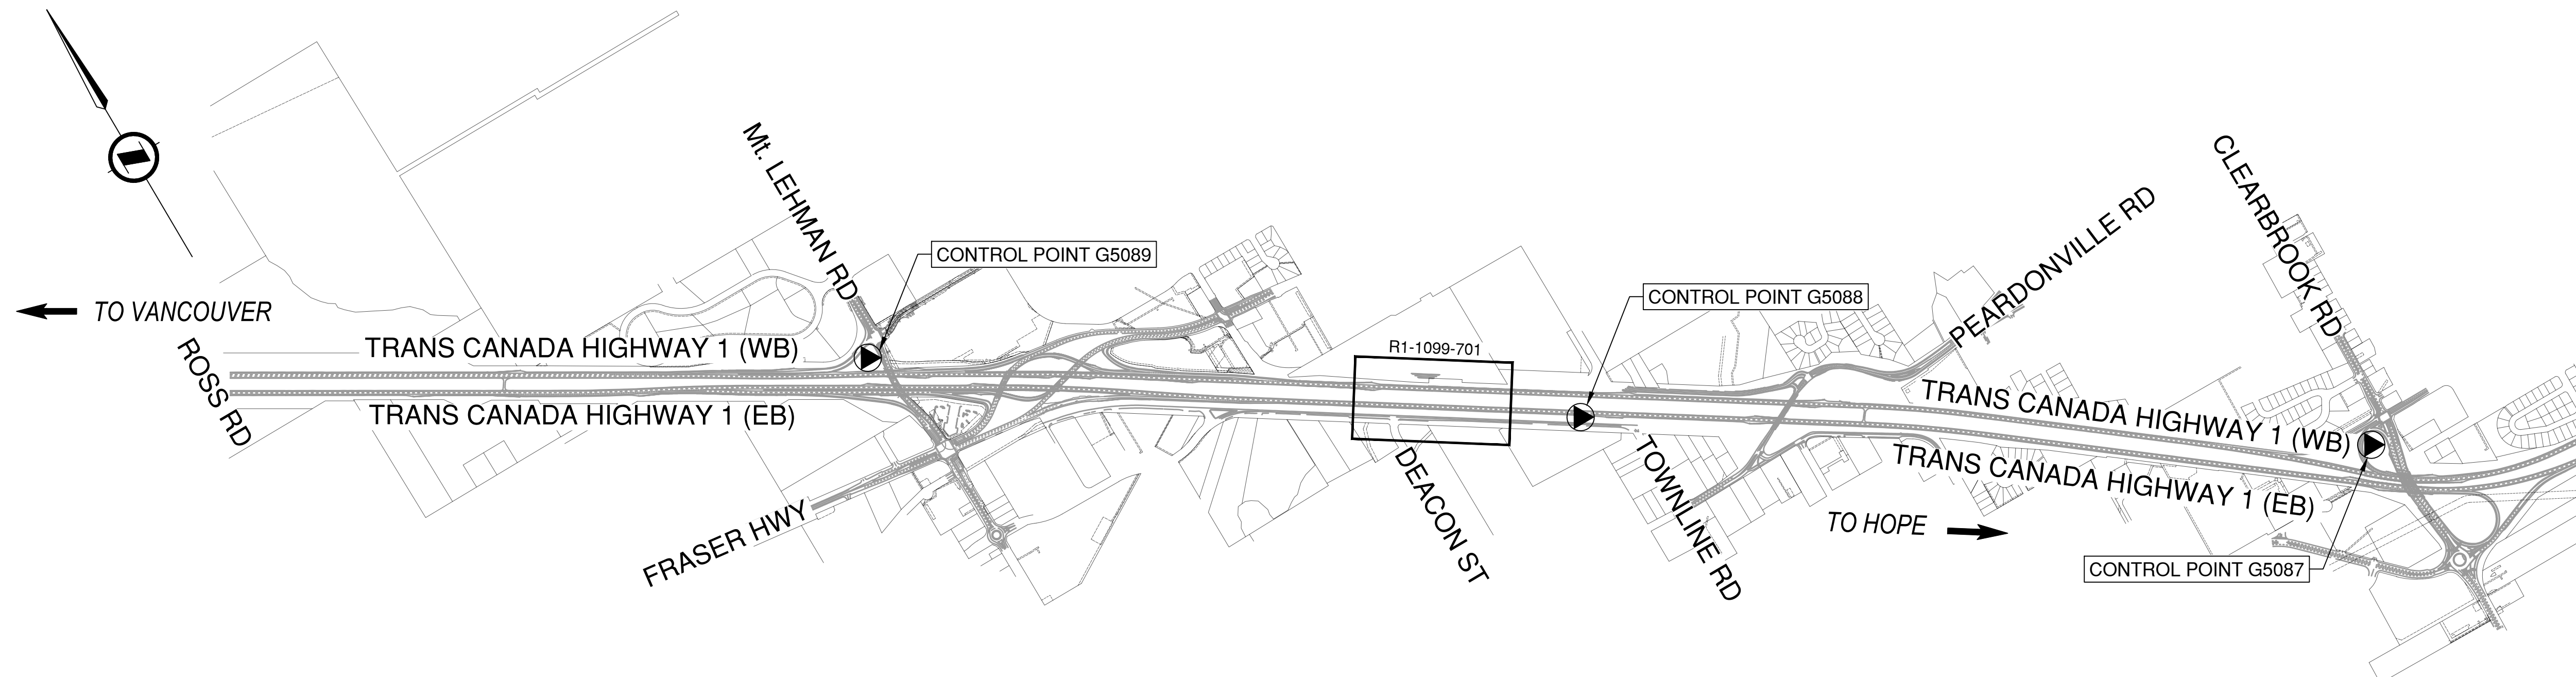 Mt. LEHMAN RD
CLEARBROOK RD
PEARDONVILLE RD
CONTROL POINT G5089
CONTROL POINT G5088
TO VANCOUVER
TRANS CANADA HIGHWAY 1 (WB)
R1-1099-701
ROSS RD
TRANS CANADA HIGHWAY 1 (EB)
TRANS CANADA HIGHWAY 1 (WB)
TRANS CANADA HIGHWAY 1 (EB)
DEACON ST
TOWNLINE RD
FRASER HWY
TO HOPE
CONTROL POINT G5087